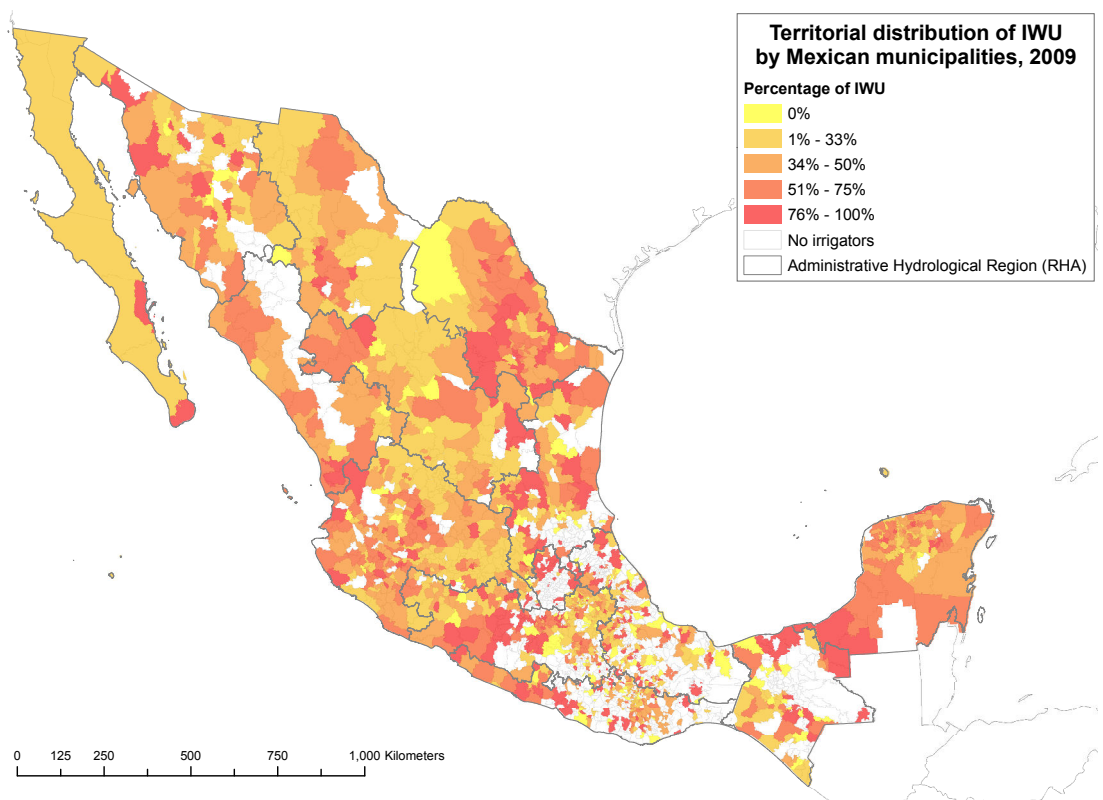 Territorial distribution of IWU
by Mexican municipalities, 2009
Percentage of IWU
0%
1% - 33%
34% - 50%
51% - 75%
76% - 100%
No irrigators
Administrative Hydrological Region (RHA)
0 125 250 500 750 1,000 Kilometers